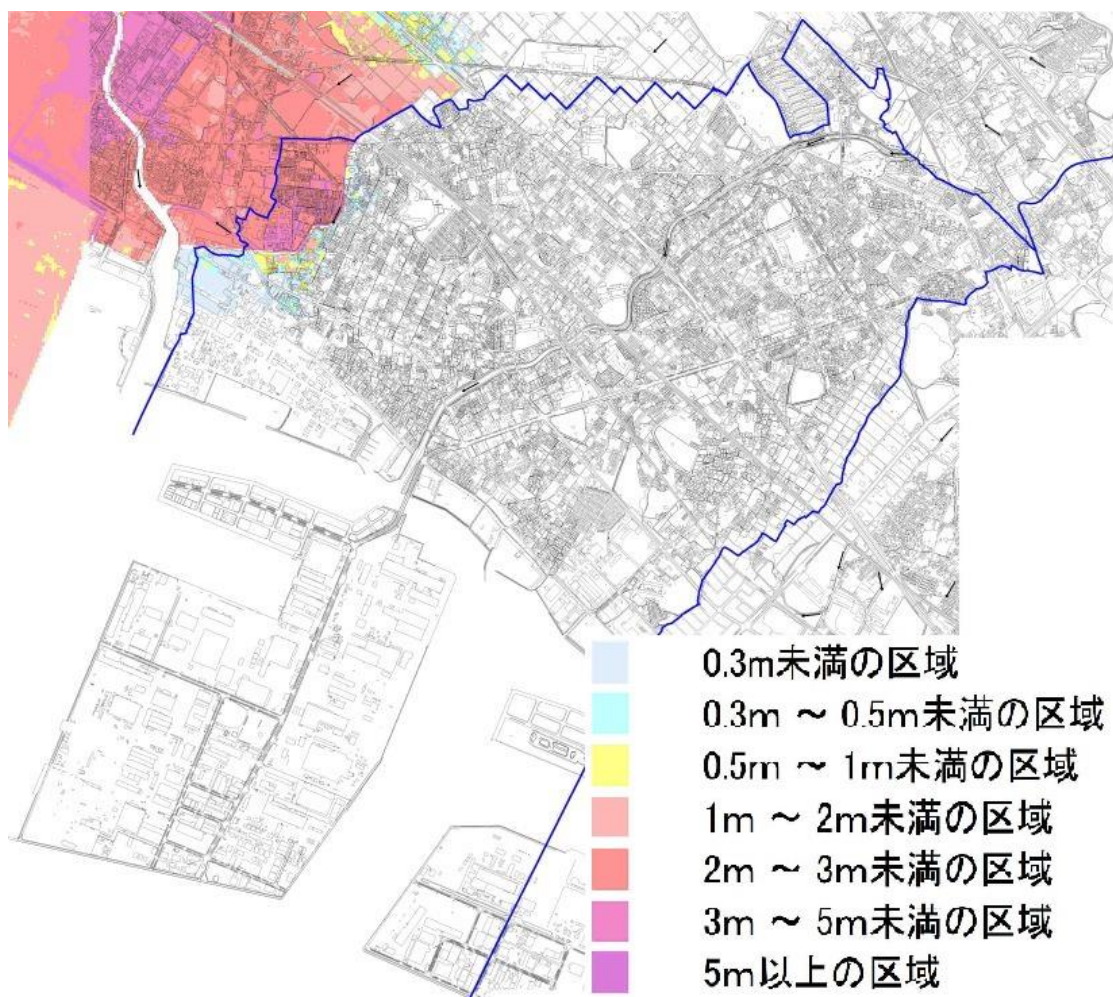 0.3m未満の区域
0.3m ～ 0.5m未満の区域
0.5m ～ 1m未満の区域
1m ～ 2m未満の区域
2m ～ 3m未満の区域
3m ～ 5m未満の区域
5m以上の区域